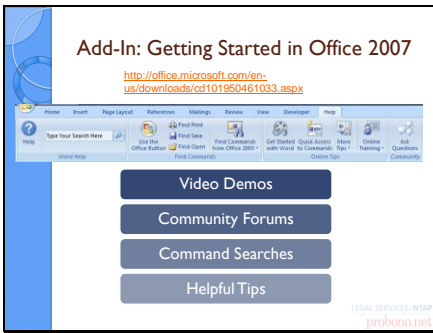 Add-In: Getting Started in Office 2007
http://office.microsoft.com/en-
us/downloads/cd101950461033.aspx
Home Insert Page Layout References Mailings Review View Developer Help
Help
Type Your Search Here
Word Help
Use the
Office Button
Find Print
Find Save
Find Open
Find Commands
from Office 2003
Find Commands
Get Started
with Word
Quick Access
to Commands
More
Tips
Online
Training
Online Tips
Ask
Questions
Community
Video Demos
Community Forums
Command Searches
Helpful Tips
LEGAL SERVICES NTAP
probono.net